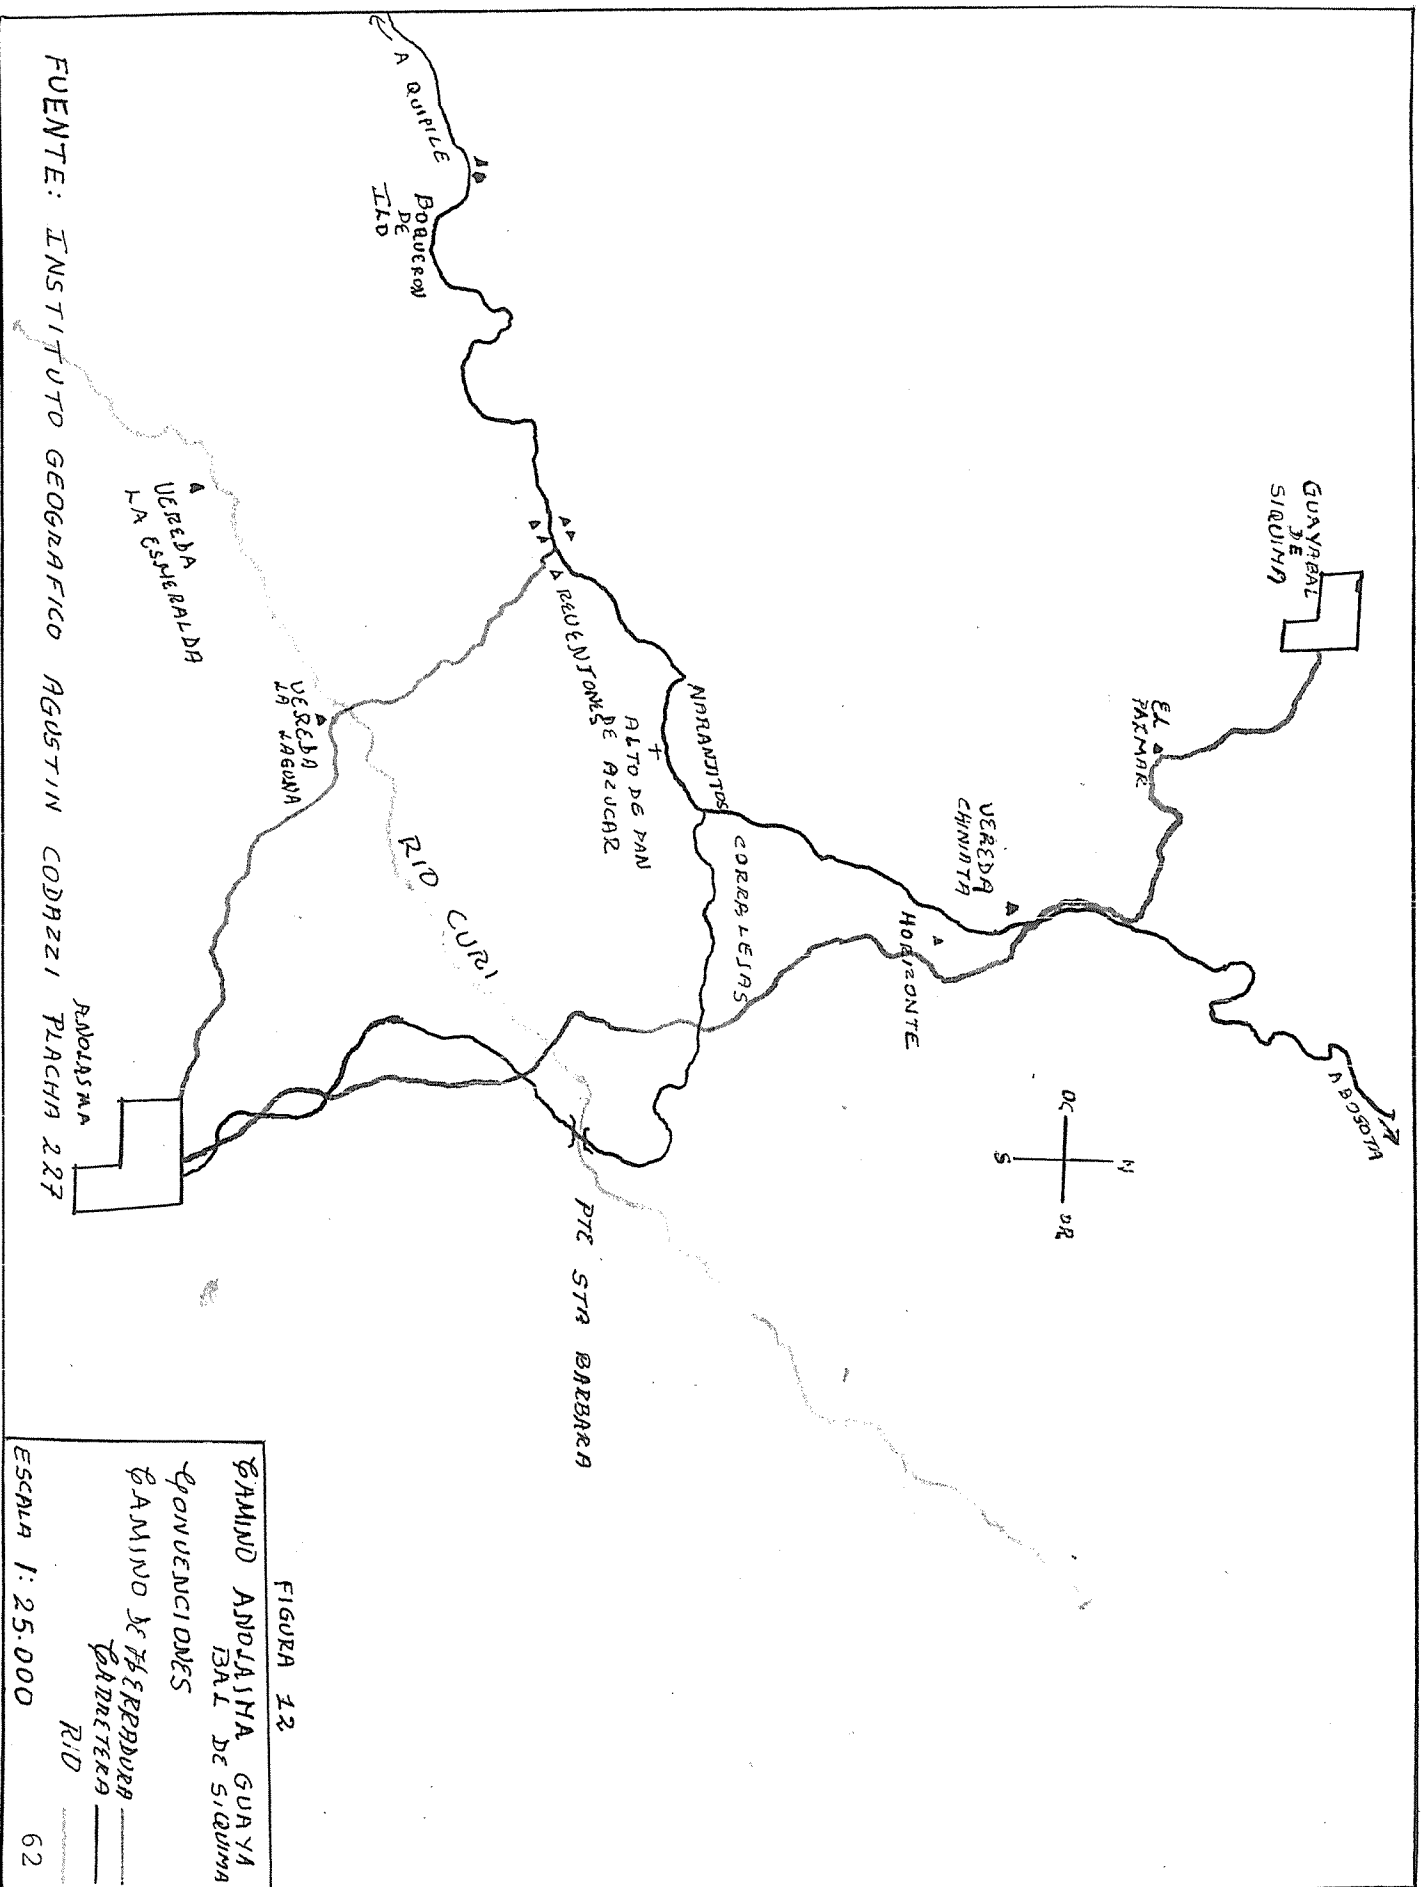 A QUIPILE
BOQUERON
DE
ILO
GUAYABAL
DE
SIQUIMA
EL
PALMAR
VEREDA
CHINIATA
HORIZONTE
A BOGOTA
NARANJITOS
CORRALEJAS
ALTO DE PAN
DE AZUCAR
REVENTONES
VEREDA
LA ESMERALDA
VEREDA
LA
LAGUNA
RIO CURI
PTE STA BARBARA
OC
N
S
OR
ANOLAIMA
FUENTE: INSTITUTO GEOGRAFICO AGUSTIN CODAZZI PLACHA 227
FIGURA 12
CAMINO ANOLAIMA GUAYA
BAL DE SIQUIMA
CONVENCIONES
CAMINO DE HERRADURA
CARRETERA
RIO
ESCALA 1:25.000
62